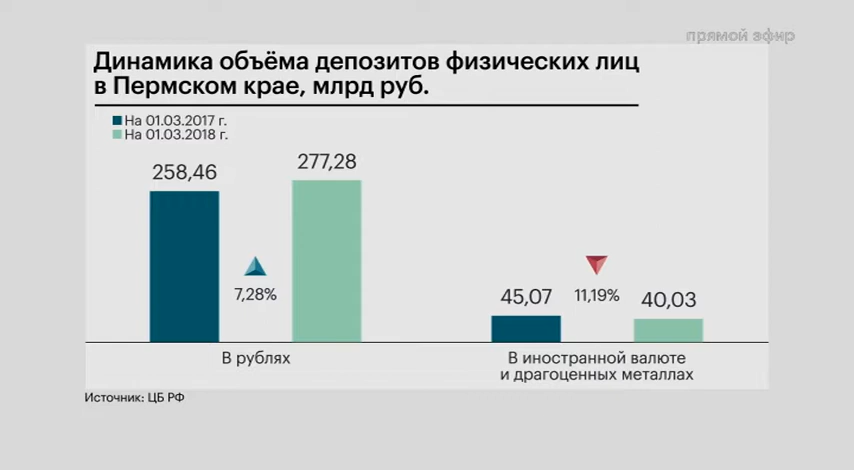 прямой эфир
Динамика объёма депозитов физических лиц
в Пермском крае, млрд руб.
На 01.03.2017 г.
На 01.03.2018 г.
258,46
277,28
7,28%
45,07
11,19%
40,03
В рублях
В иностранной валюте
и драгоценных металлах
Источник: ЦБ РФ